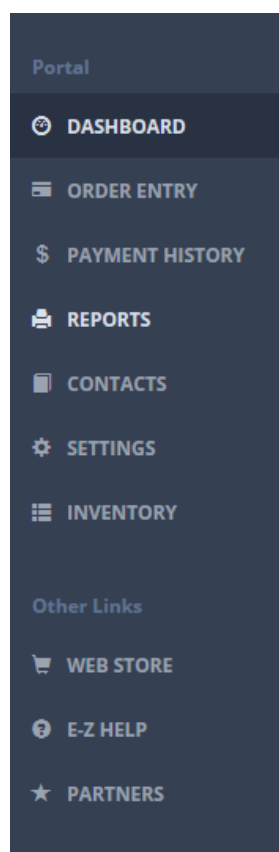 Portal
DASHBOARD
ORDER ENTRY
$ PAYMENT HISTORY
REPORTS
CONTACTS
SETTINGS
INVENTORY
Other Links
WEB STORE
E-Z HELP
PARTNERS